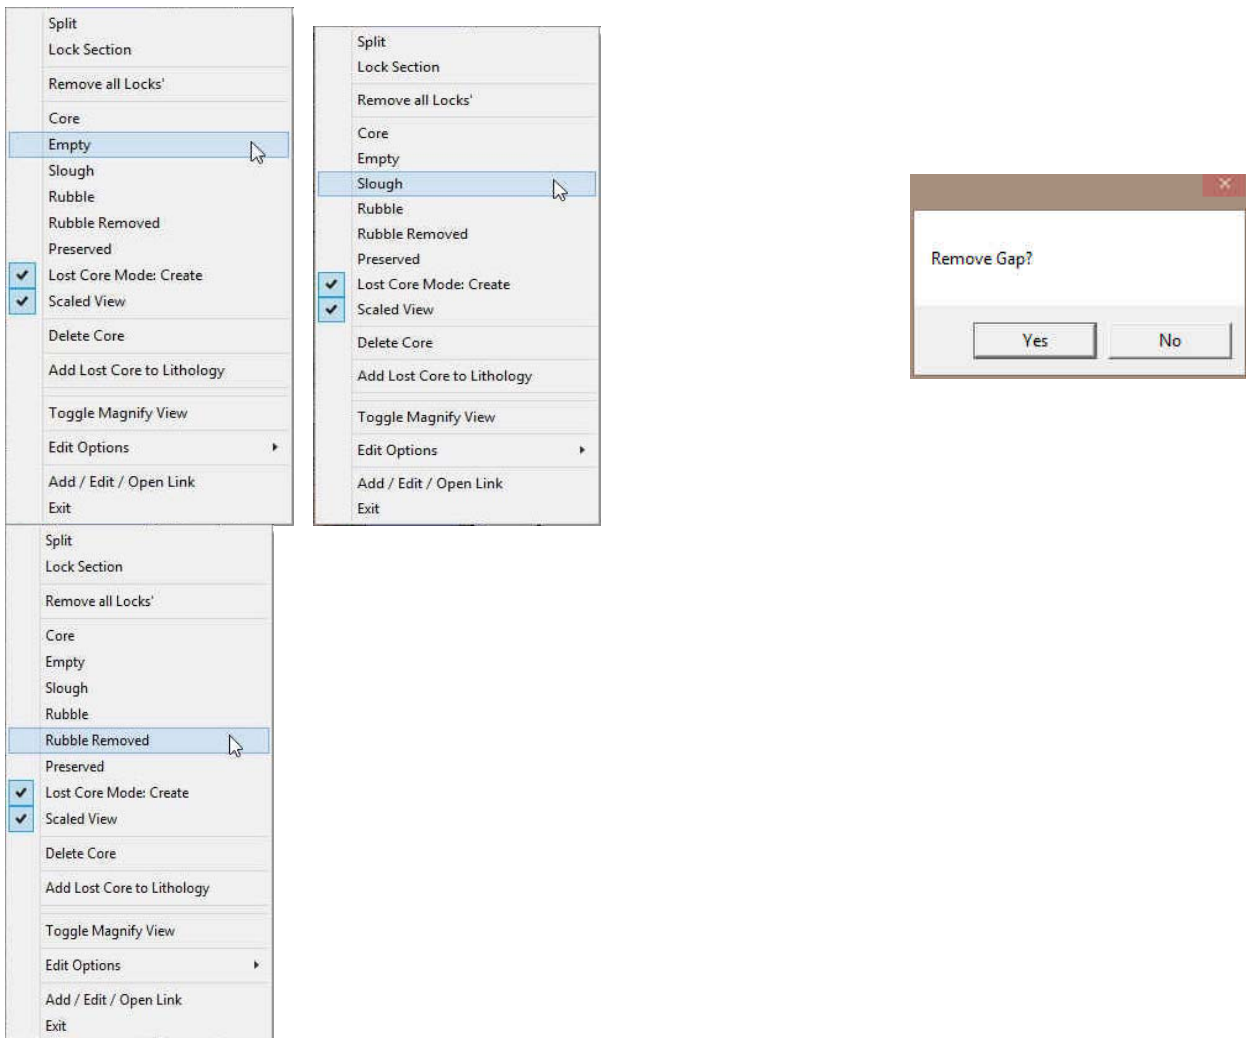 Split
Lock Section
Remove all Locks'
Core
Empty
Slough
Rubble
Rubble Removed
Preserved
Lost Core Mode: Create
Scaled View
Delete Core
Add Lost Core to Lithology
Toggle Magnify View
Edit Options
Add / Edit / Open Link
Exit
Split
Lock Section
Remove all Locks'
Core
Empty
Slough
Rubble
Rubble Removed
Preserved
Lost Core Mode: Create
Scaled View
Delete Core
Add Lost Core to Lithology
Toggle Magnify View
Edit Options
Add / Edit / Open Link
Exit
Remove Gap?
Yes
No
Split
Lock Section
Remove all Locks'
Core
Empty
Slough
Rubble
Rubble Removed
Preserved
Lost Core Mode: Create
Scaled View
Delete Core
Add Lost Core to Lithology
Toggle Magnify View
Edit Options
Add / Edit / Open Link
Exit